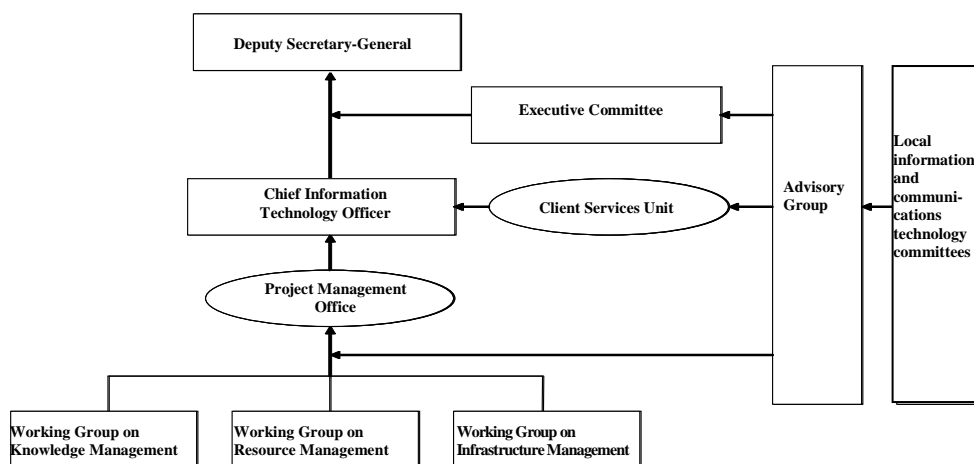 Deputy Secretary-General
Executive Committee
Local
information
and
communi-
cations
technology
committees
Chief Information
Technology Officer
Client Services Unit
Advisory
Group
Project Management
Office
Working Group on
Knowledge Management
Working Group on
Resource Management
Working Group on
Infrastructure Management